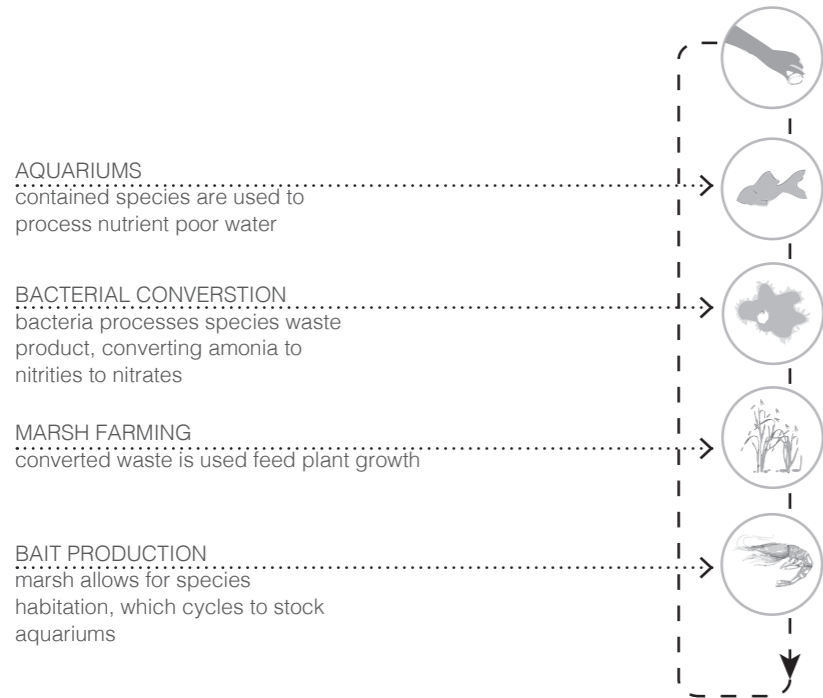 AQUARIUMS
contained species are used to
process nutrient poor water
BACTERIAL CONVERSTION
bacteria processes species waste
product, converting amonia to
nitrities to nitrates
MARSH FARMING
converted waste is used feed plant growth
BAIT PRODUCTION
marsh allows for species
habitation, which cycles to stock
aquariums